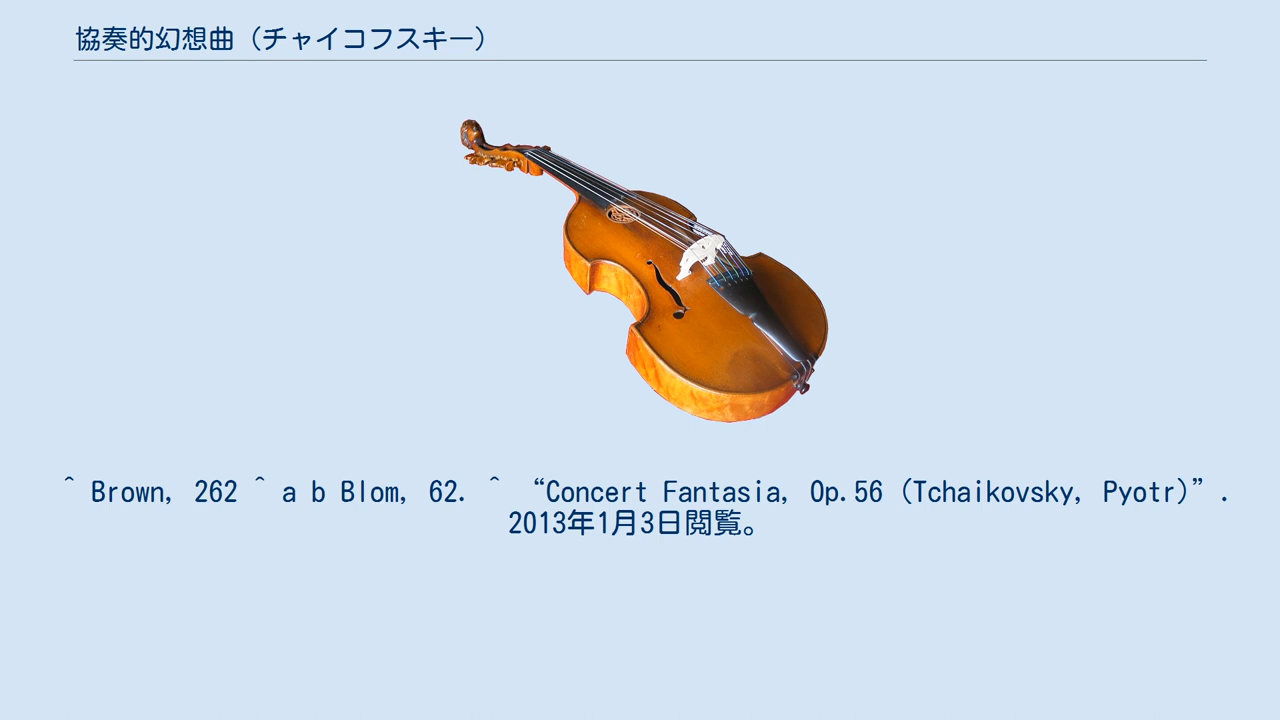 協奏的幻想曲（チャイコフスキー）
^ Brown, 262 ^ a b Blom, 62. ^ “Concert Fantasia, Op.56 (Tchaikovsky, Pyotr)”.
2013年1月3日閲覧。